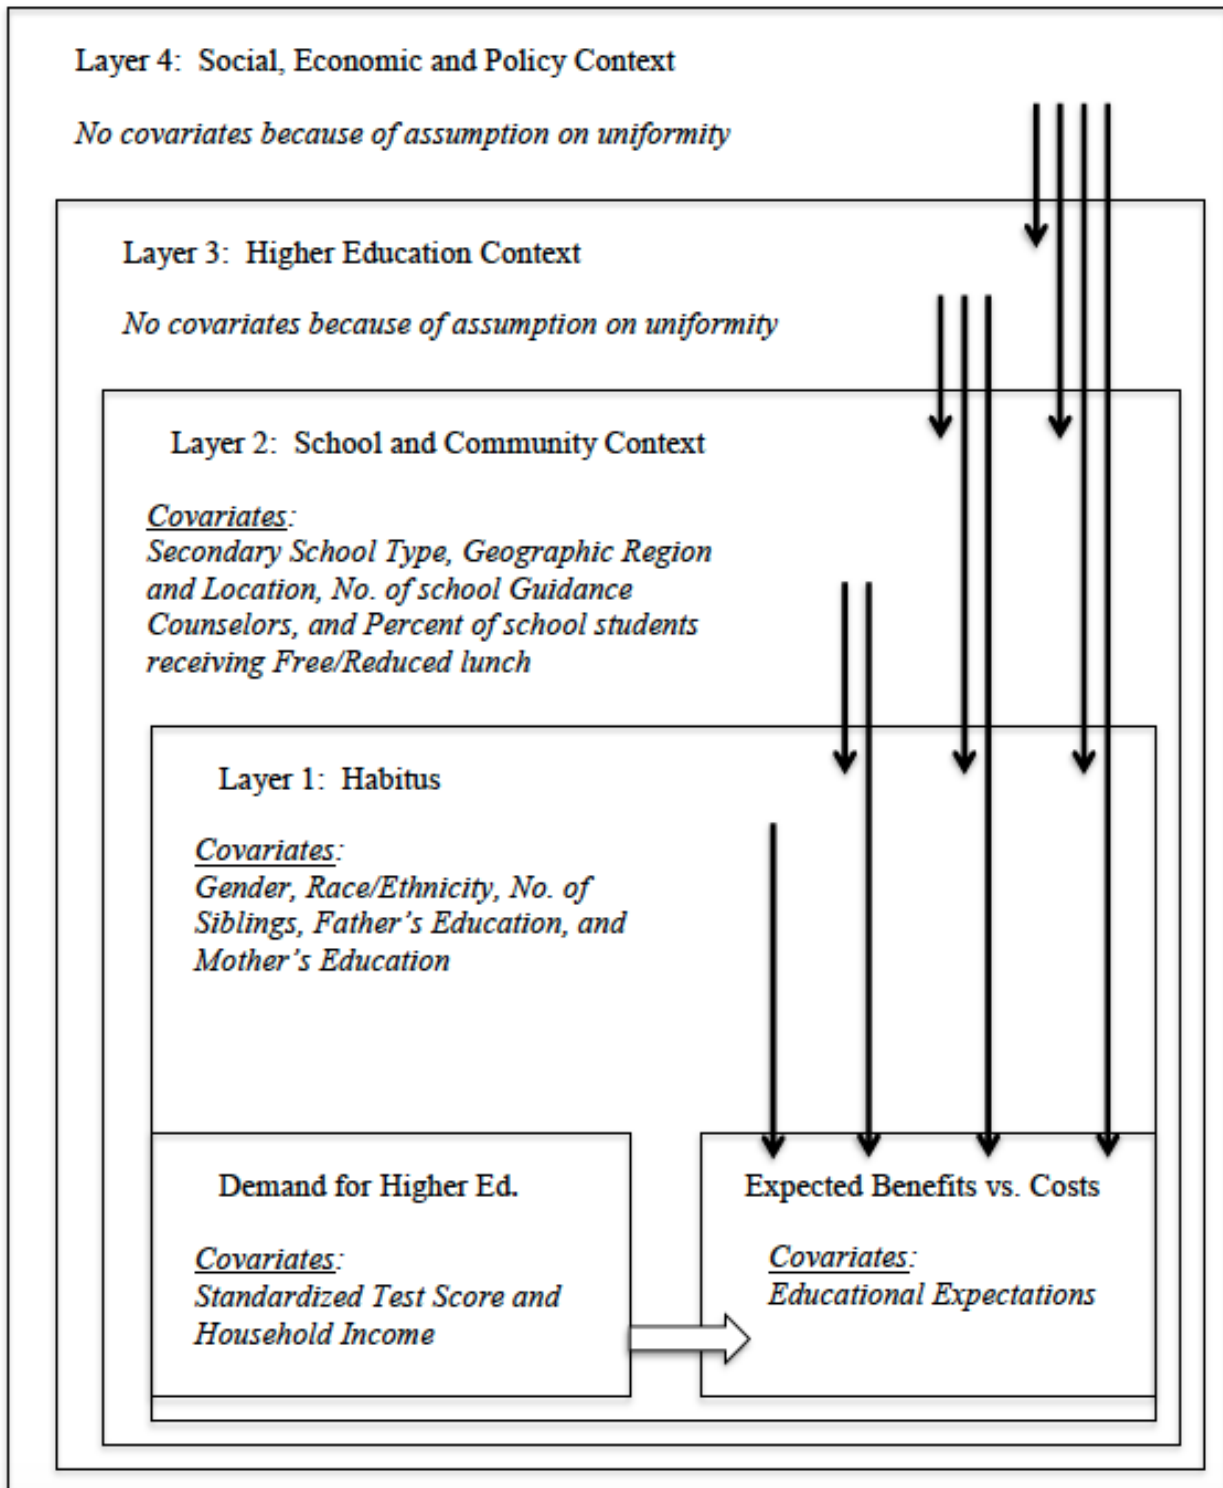 Layer 4: Social, Economic and Policy Context
No covariates because of assumption on uniformity
Layer 3: Higher Education Context
No covariates because of assumption on uniformity
Layer 2: School and Community Context
Covariates:
Secondary School Type, Geographic Region
and Location, No. of school Guidance
Counselors, and Percent of school students
receiving Free/Reduced lunch
Layer 1: Habitus
Covariates:
Gender, Race/Ethnicity, No. of
Siblings, Father’s Education, and
Mother’s Education
Demand for Higher Ed.
Covariates:
Standardized Test Score and
Household Income
Expected Benefits vs. Costs
Covariates:
Educational Expectations